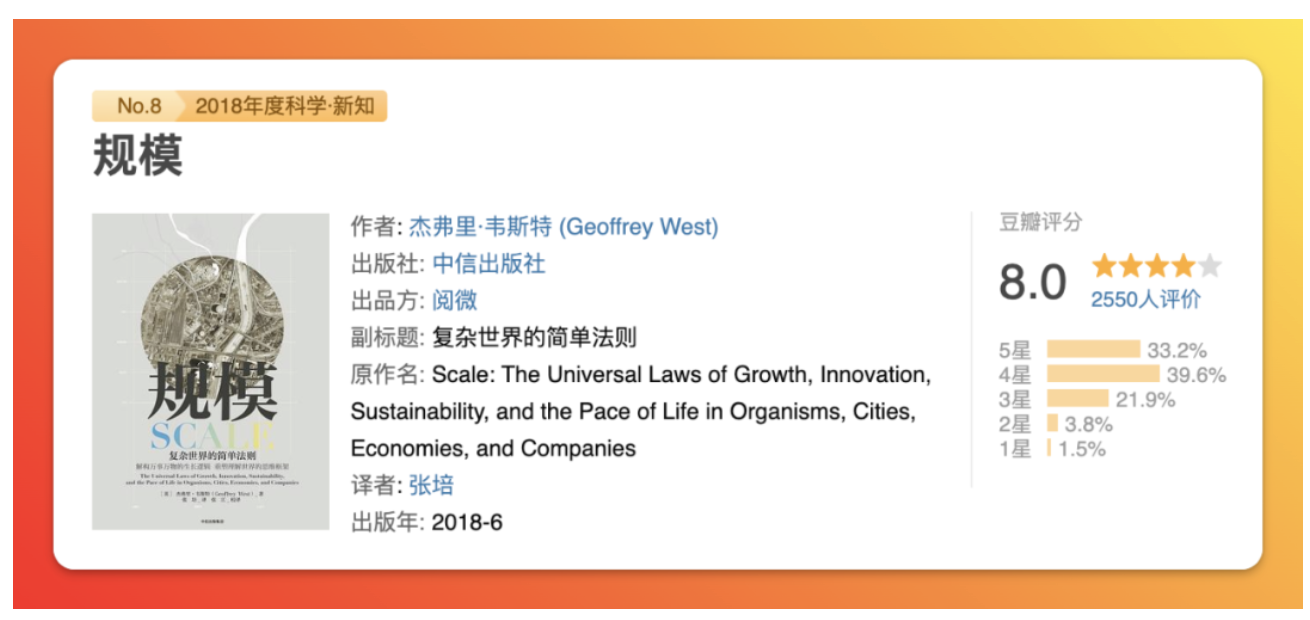 No.8 2018年度科学·新知
规模
规模
SCALE
复杂世界的简单法则
The Universal Laws of Growth, Innovation, Sustainability,
and the Pace of Life in Organisms, Cities, Economies, and Companies
作者: 杰弗里·韦斯特 (Geoffrey West)
出版社: 中信出版社
出品方: 阅微
副标题: 复杂世界的简单法则
原作名: Scale: The Universal Laws of Growth, Innovation,
Sustainability, and the Pace of Life in Organisms, Cities,
Economies, and Companies
译者: 张培
出版年: 2018-6
豆瓣评分
8.0
2550人评价
5星 33.2%
4星 39.6%
3星 21.9%
2星 3.8%
1星 1.5%